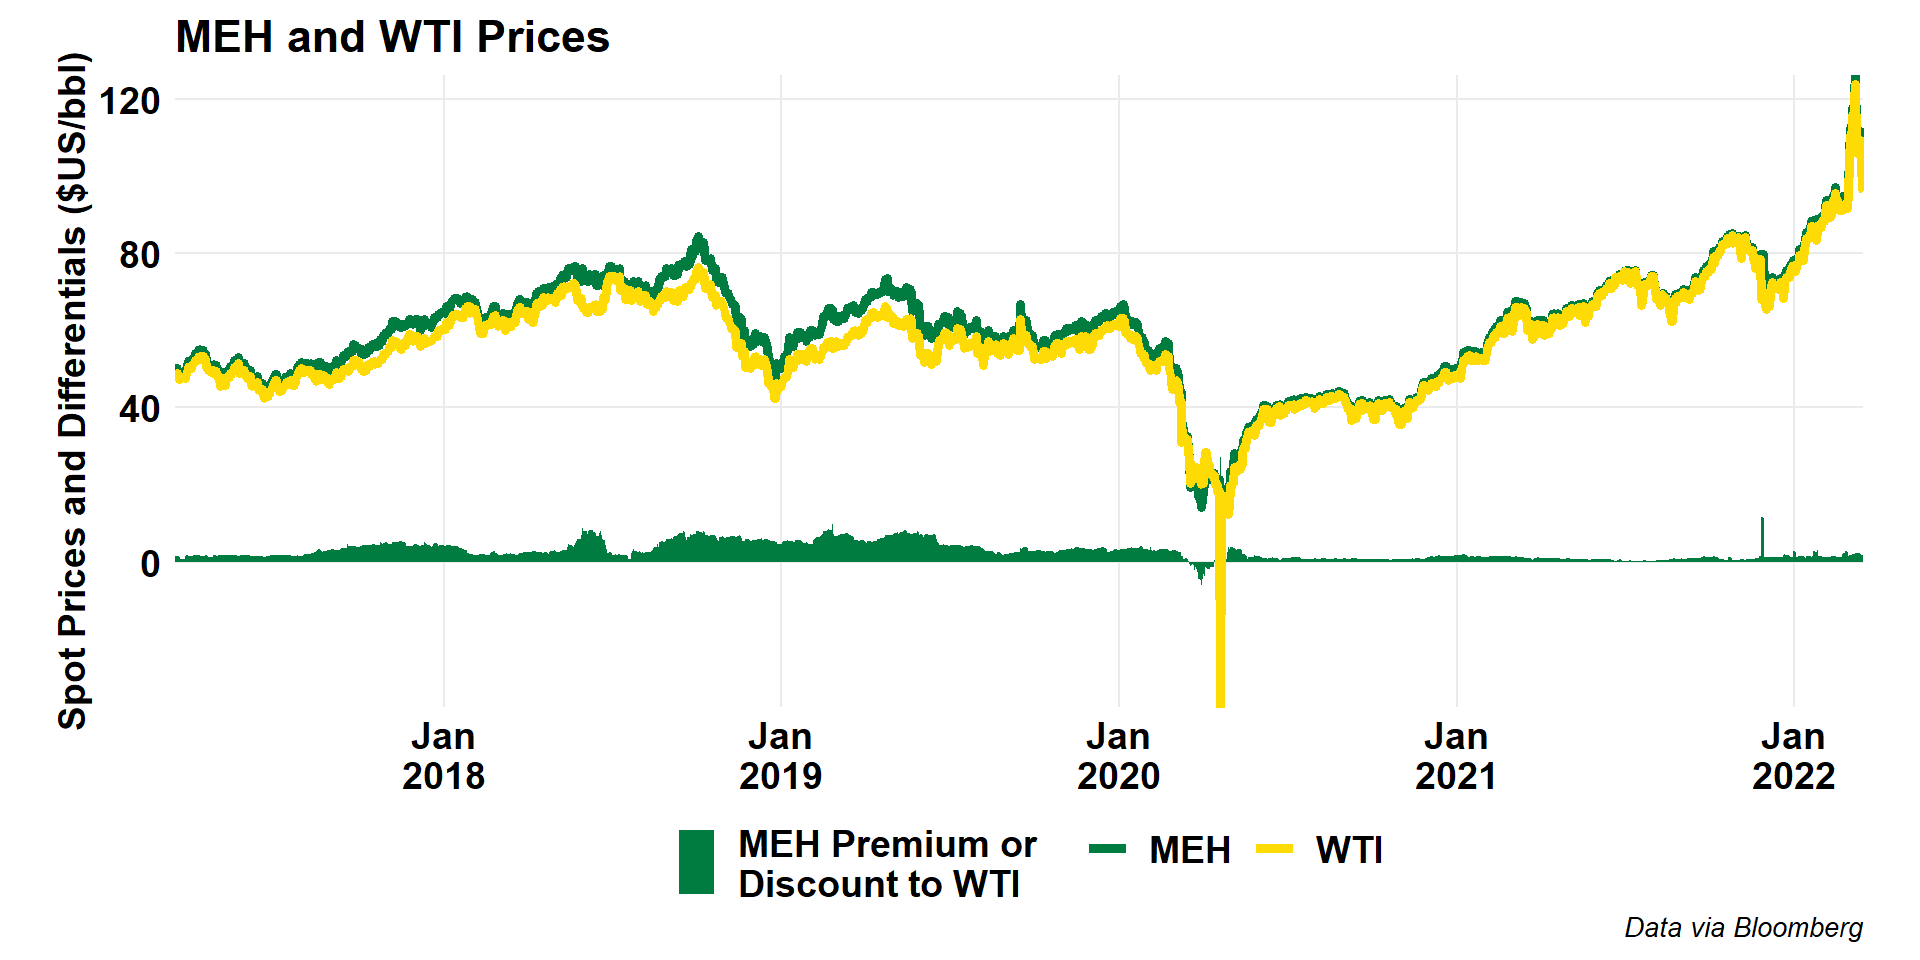 MEH and WTI Prices
Spot Prices and Differentials ($US/bbl)
120
80
40
0
Jan
2018
Jan
2019
Jan
2020
Jan
2021
Jan
2022
MEH Premium or
Discount to WTI
MEH
WTI
Data via Bloomberg